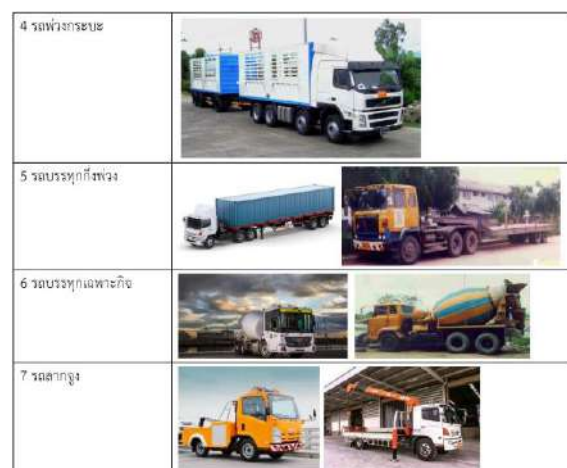 4 รถพ่วงกระบะ
5 รถบรรทุกกึ่งพ่วง
6 รถบรรทุกเฉพาะกิจ
7 รถลากจูง